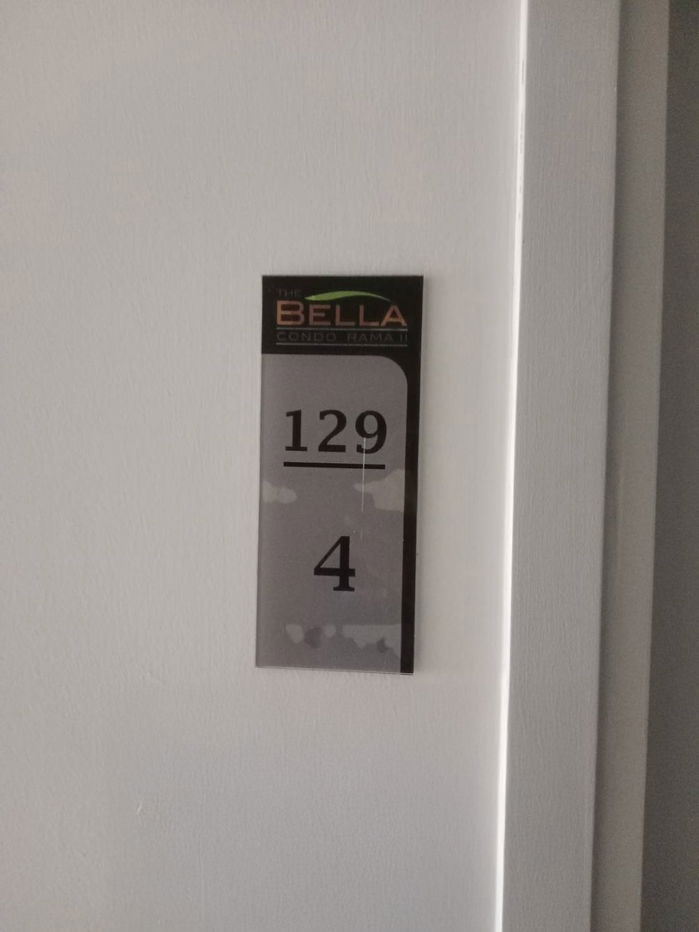 THE
BELLA
CONDO RAMA II
129
4